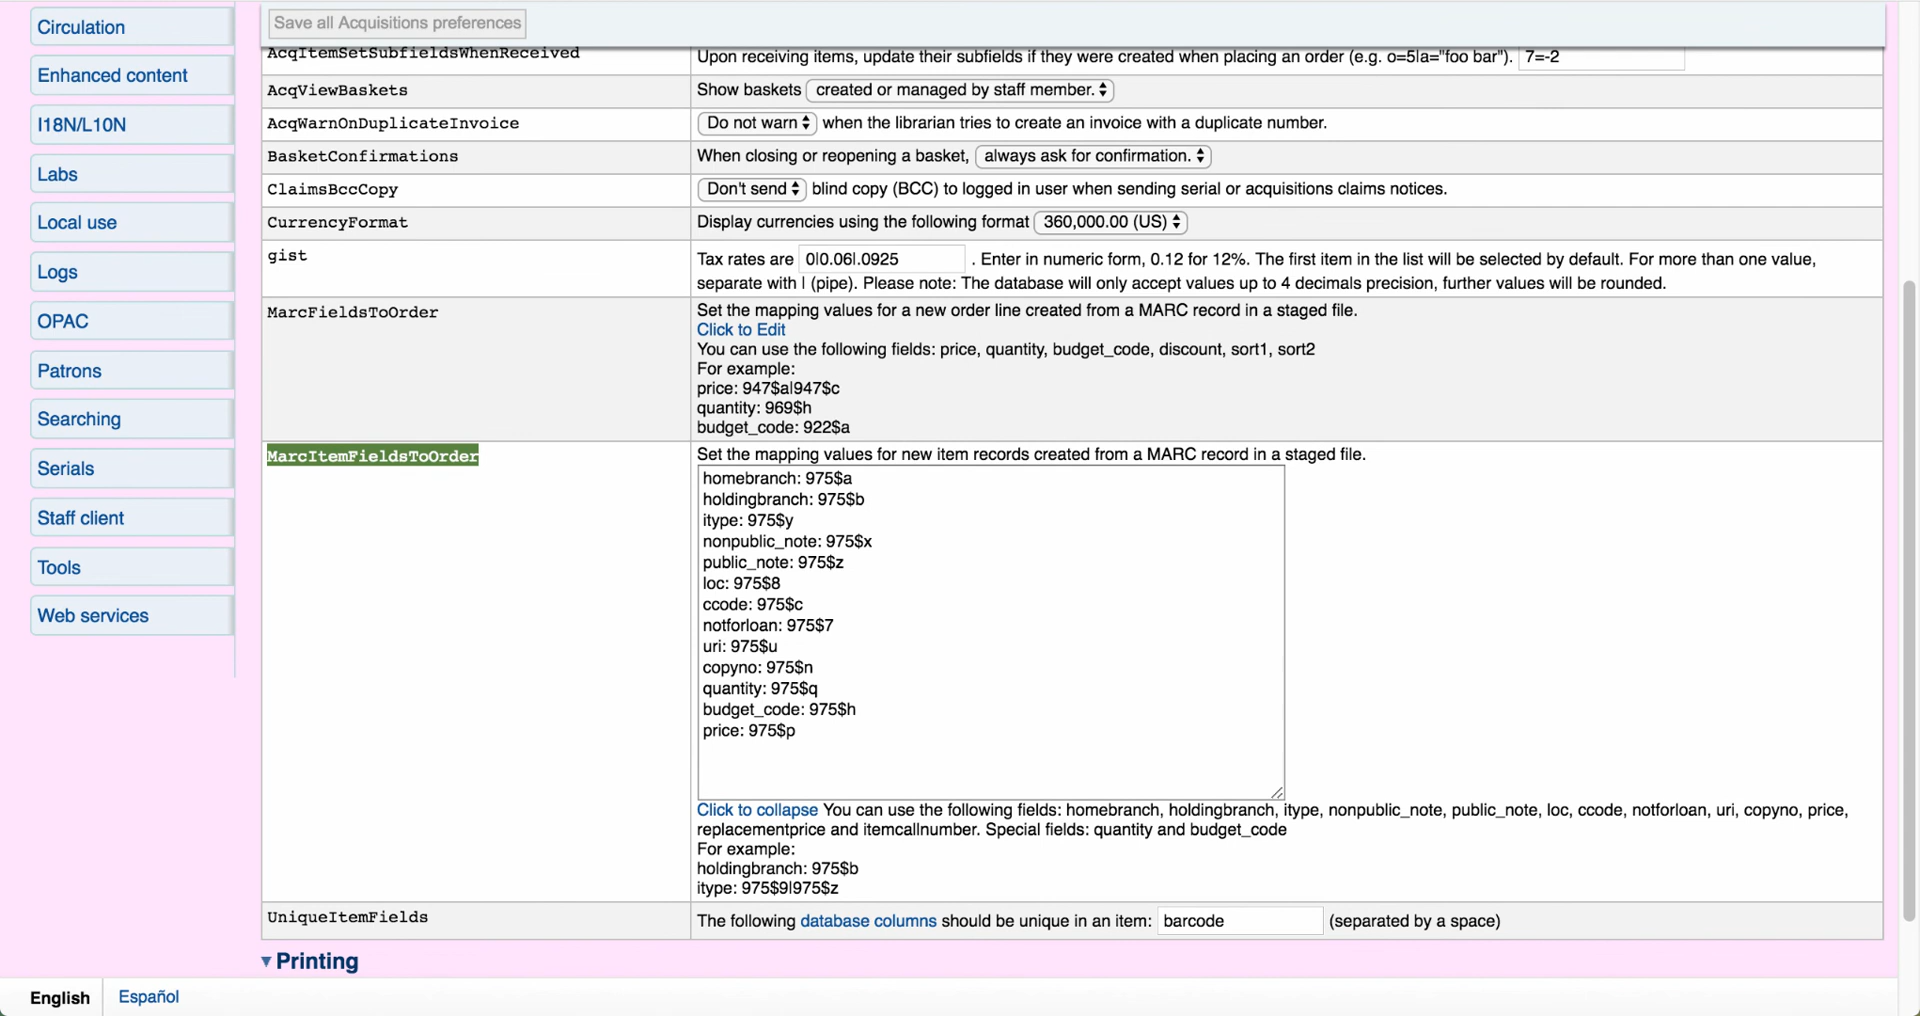 Circulation
Enhanced content
I18N/L10N
Labs
Local use
Logs
OPAC
Patrons
Searching
Serials
Staff client
Tools
Web services
Save all Acquisitions preferences
AcqItemSetSubfieldsWhenReceived
Upon receiving items, update their subfields if they were created when placing an order (e.g. o=5|a="foo bar"). 7=-2
AcqViewBaskets
Show baskets created or managed by staff member.
AcqWarnOnDuplicateInvoice
Do not warn when the librarian tries to create an invoice with a duplicate number.
BasketConfirmations
When closing or reopening a basket, always ask for confirmation.
ClaimsBccCopy
Don't send blind copy (BCC) to logged in user when sending serial or acquisitions claims notices.
CurrencyFormat
Display currencies using the following format 360,000.00 (US)
gist
Tax rates are 0|0.06|.0925 . Enter in numeric form, 0.12 for 12%. The first item in the list will be selected by default. For more than one value,
separate with | (pipe). Please note: The database will only accept values up to 4 decimals precision, further values will be rounded.
MarcFieldsToOrder
Set the mapping values for a new order line created from a MARC record in a staged file.
Click to Edit
You can use the following fields: price, quantity, budget_code, discount, sort1, sort2
For example:
price: 947$a|947$c
quantity: 969$h
budget_code: 922$a
MarcItemFieldsToOrder
Set the mapping values for new item records created from a MARC record in a staged file.
homebranch: 975$a
holdingbranch: 975$b
itype: 975$y
nonpublic_note: 975$x
public_note: 975$z
loc: 975$8
ccode: 975$c
notforloan: 975$7
uri: 975$u
copyno: 975$n
quantity: 975$q
budget_code: 975$h
price: 975$p
Click to collapse You can use the following fields: homebranch, holdingbranch, itype, nonpublic_note, public_note, loc, ccode, notforloan, uri, copyno, price,
replacementprice and itemcallnumber. Special fields: quantity and budget_code
For example:
holdingbranch: 975$b
itype: 975$9|975$z
UniqueItemFields
The following database columns should be unique in an item: barcode (separated by a space)
Printing
English
Español